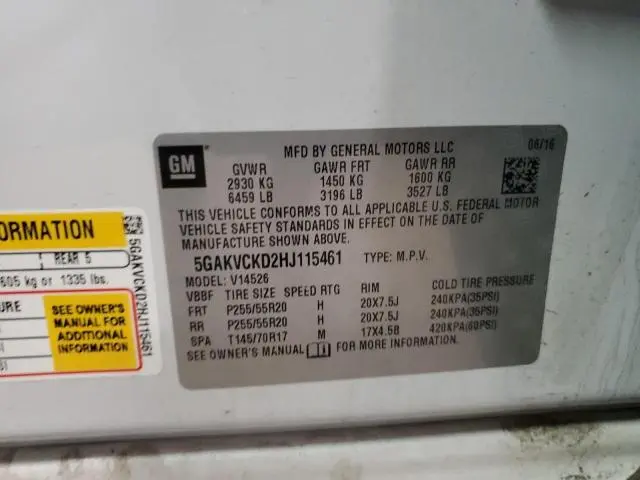 GM
MFD BY GENERAL MOTORS LLC 06/16
GVWR GAWR FRT GAWR RR
2930 KG 1450 KG 1600 KG
6459 LB 3196 LB 3527 LB
THIS VEHICLE CONFORMS TO ALL APPLICABLE U.S. FEDERAL MOTOR
VEHICLE SAFETY STANDARDS IN EFFECT ON THE DATE OF
MANUFACTURE SHOWN ABOVE.
5GAKVCKD2HJ115461 TYPE: M.P.V.
MODEL: V14526
VBBF TIRE SIZE SPEED RTG RIM COLD TIRE PRESSURE
FRT P255/55R20 H 20X7.5J 240KPA(35PSI)
RR P255/55R20 H 20X7.5J 240KPA(35PSI)
SPA T145/70R17 M 17X4.5B 420KPA(60PSI)
SEE OWNER'S MANUAL FOR MORE INFORMATION.
ORMATION
REAR 5
605 kg or 1335 lbs.
URE
SEE OWNER'S
MANUAL FOR
ADDITIONAL
INFORMATION
5GAKVCKD2HJ115461